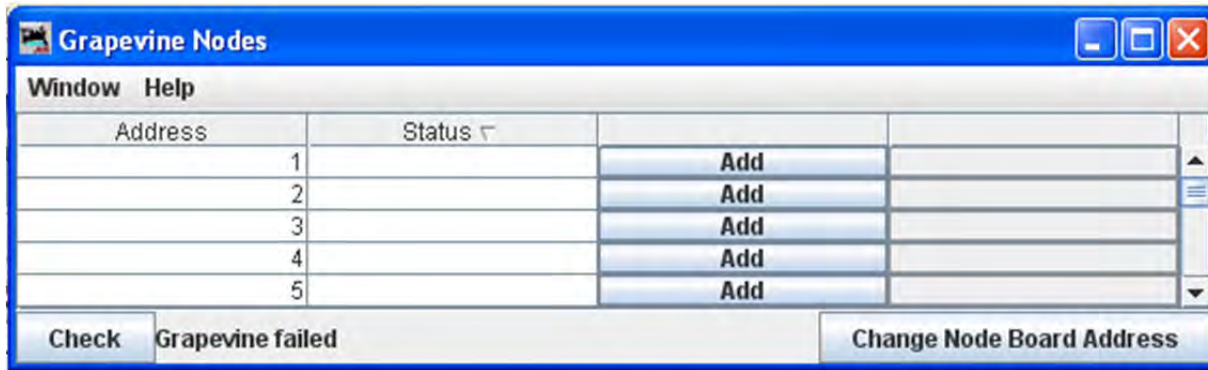 Grapevine Nodes
Window Help
Address Status
1 Add
2 Add
3 Add
4 Add
5 Add
Check Grapevine failed Change Node Board Address